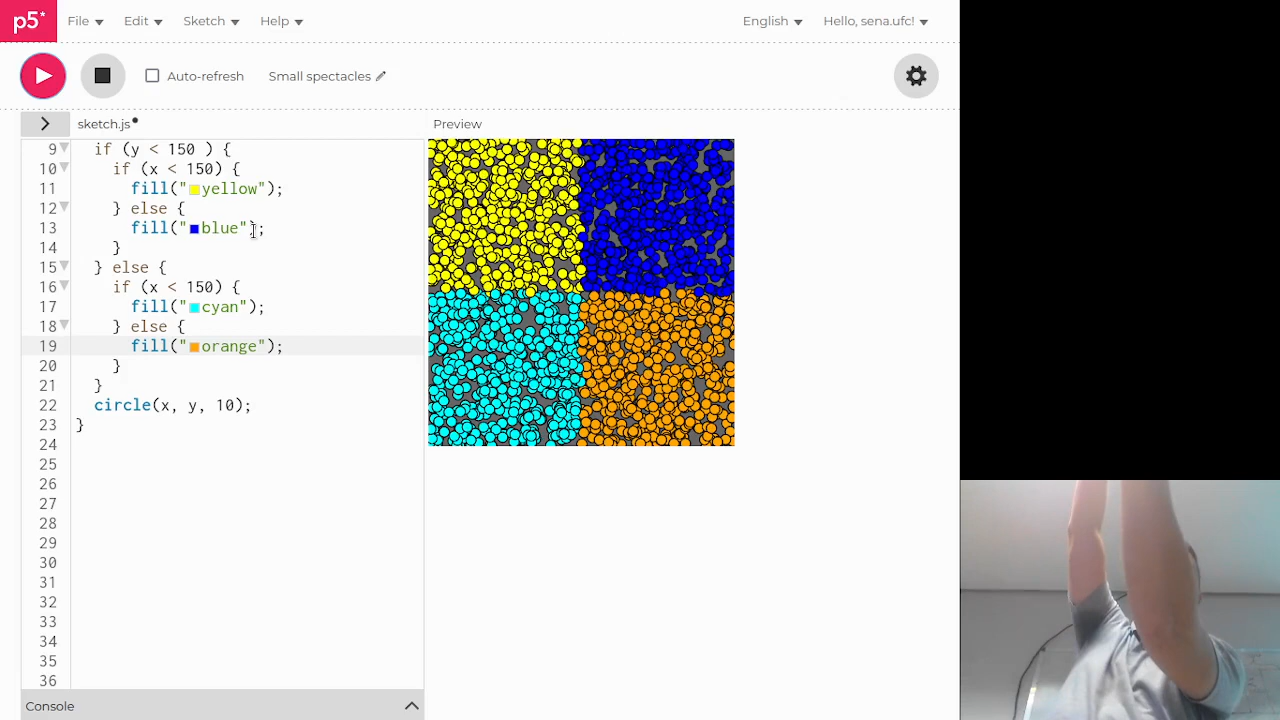 p5* File Edit Sketch Help English Hello, sena.ufc!
Auto-refresh Small spectacles
sketch.js Preview
9 if (y < 150 ) {
10 if (x < 150) {
11 fill("yellow");
12 } else {
13 fill("blue");
14 }
15 } else {
16 if (x < 150) {
17 fill("cyan");
18 } else {
19 fill("orange");
20 }
21 }
22 circle(x, y, 10);
23 }
24
25
26
27
28
29
30
31
32
33
34
35
36
Console